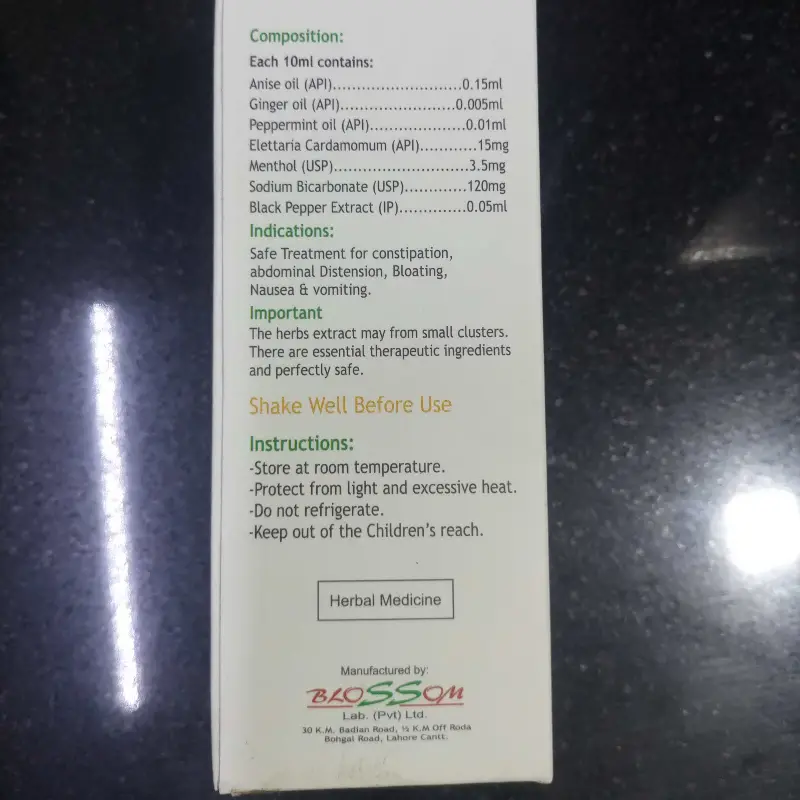 Composition:
Each 10ml contains:
Anise oil (API)..........................0.15ml
Ginger oil (API).......................0.005ml
Peppermint oil (API)...................0.01ml
Elettaria Cardamomum (API)............15mg
Menthol (USP)...........................3.5mg
Sodium Bicarbonate (USP).............120mg
Black Pepper Extract (IP)..............0.05ml
Indications:
Safe Treatment for constipation,
abdominal Distension, Bloating,
Nausea & vomiting.
Important
The herbs extract may from small clusters.
There are essential therapeutic ingredients
and perfectly safe.
Shake Well Before Use
Instructions:
-Store at room temperature.
-Protect from light and excessive heat.
-Do not refrigerate.
-Keep out of the Children's reach.
Herbal Medicine
Manufactured by:
BLOSSOM
Lab. (Pvt) Ltd.
30 K.M. Badian Road, ½ K.M Off Roda
Bohgal Road, Lahore Cantt.